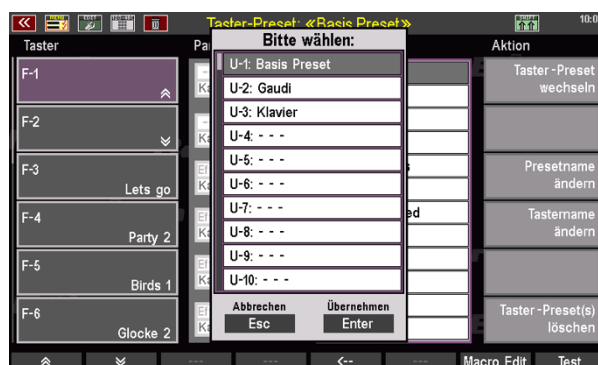 Taster-Preset: «Basis Preset»
10:0
Taster
Pa
Bitte wählen:
Aktion
F-1
F-2
F-3
Lets go
F-4
Party 2
F-5
Birds 1
F-6
Glocke 2
U-1: Basis Preset
U-2: Gaudi
U-3: Klavier
U-4: - - -
U-5: - - -
U-6: - - -
U-7: - - -
U-8: - - -
U-9: - - -
U-10: - - -
Abbrechen
Esc
Übernehmen
Enter
ed
Taster-Preset
wechseln
Presetname
ändern
Tastername
ändern
Taster-Preset(s)
löschen
---
---
<--
---
Macro Edit
Test